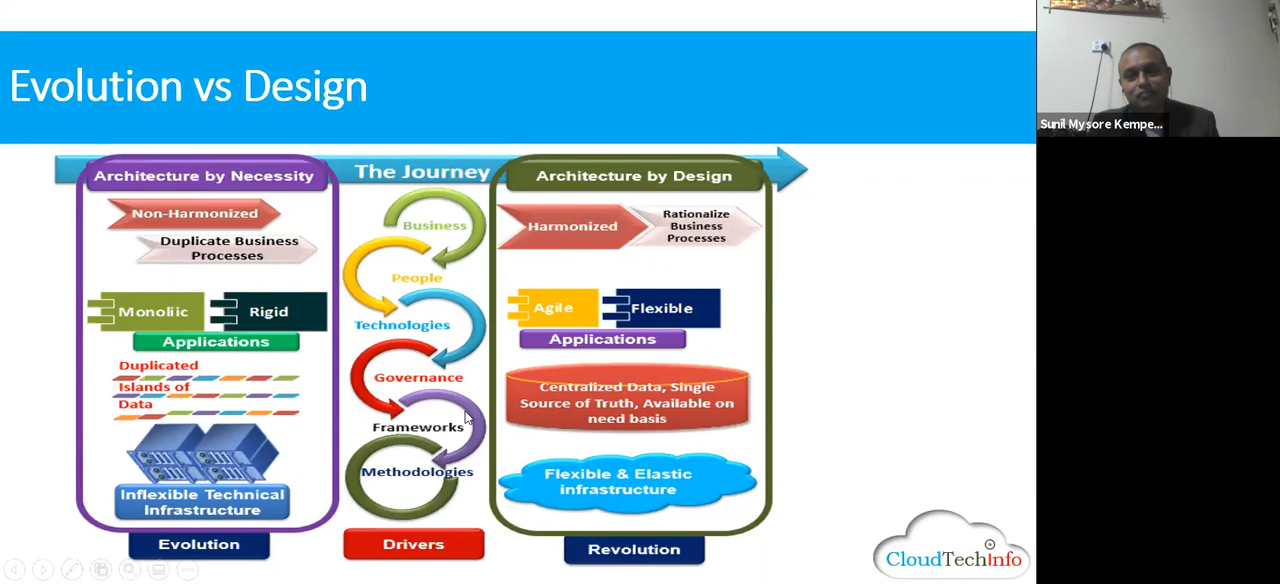 Evolution vs Design
Sunil Mysore Kempe...
Architecture by Necessity
The Journey
Architecture by Design
Non-Harmonized
Duplicate Business
Processes
Monoliic
Rigid
Applications
Duplicated
Islands of
Data
Inflexible Technical
Infrastructure
Evolution
Business
People
Technologies
Governance
Frameworks
Methodologies
Drivers
Harmonized
Rationalize
Business
Processes
Agile
Flexible
Applications
Centralized Data, Single
Source of Truth, Available on
need basis
Flexible & Elastic
infrastructure
Revolution
CloudTechInfo